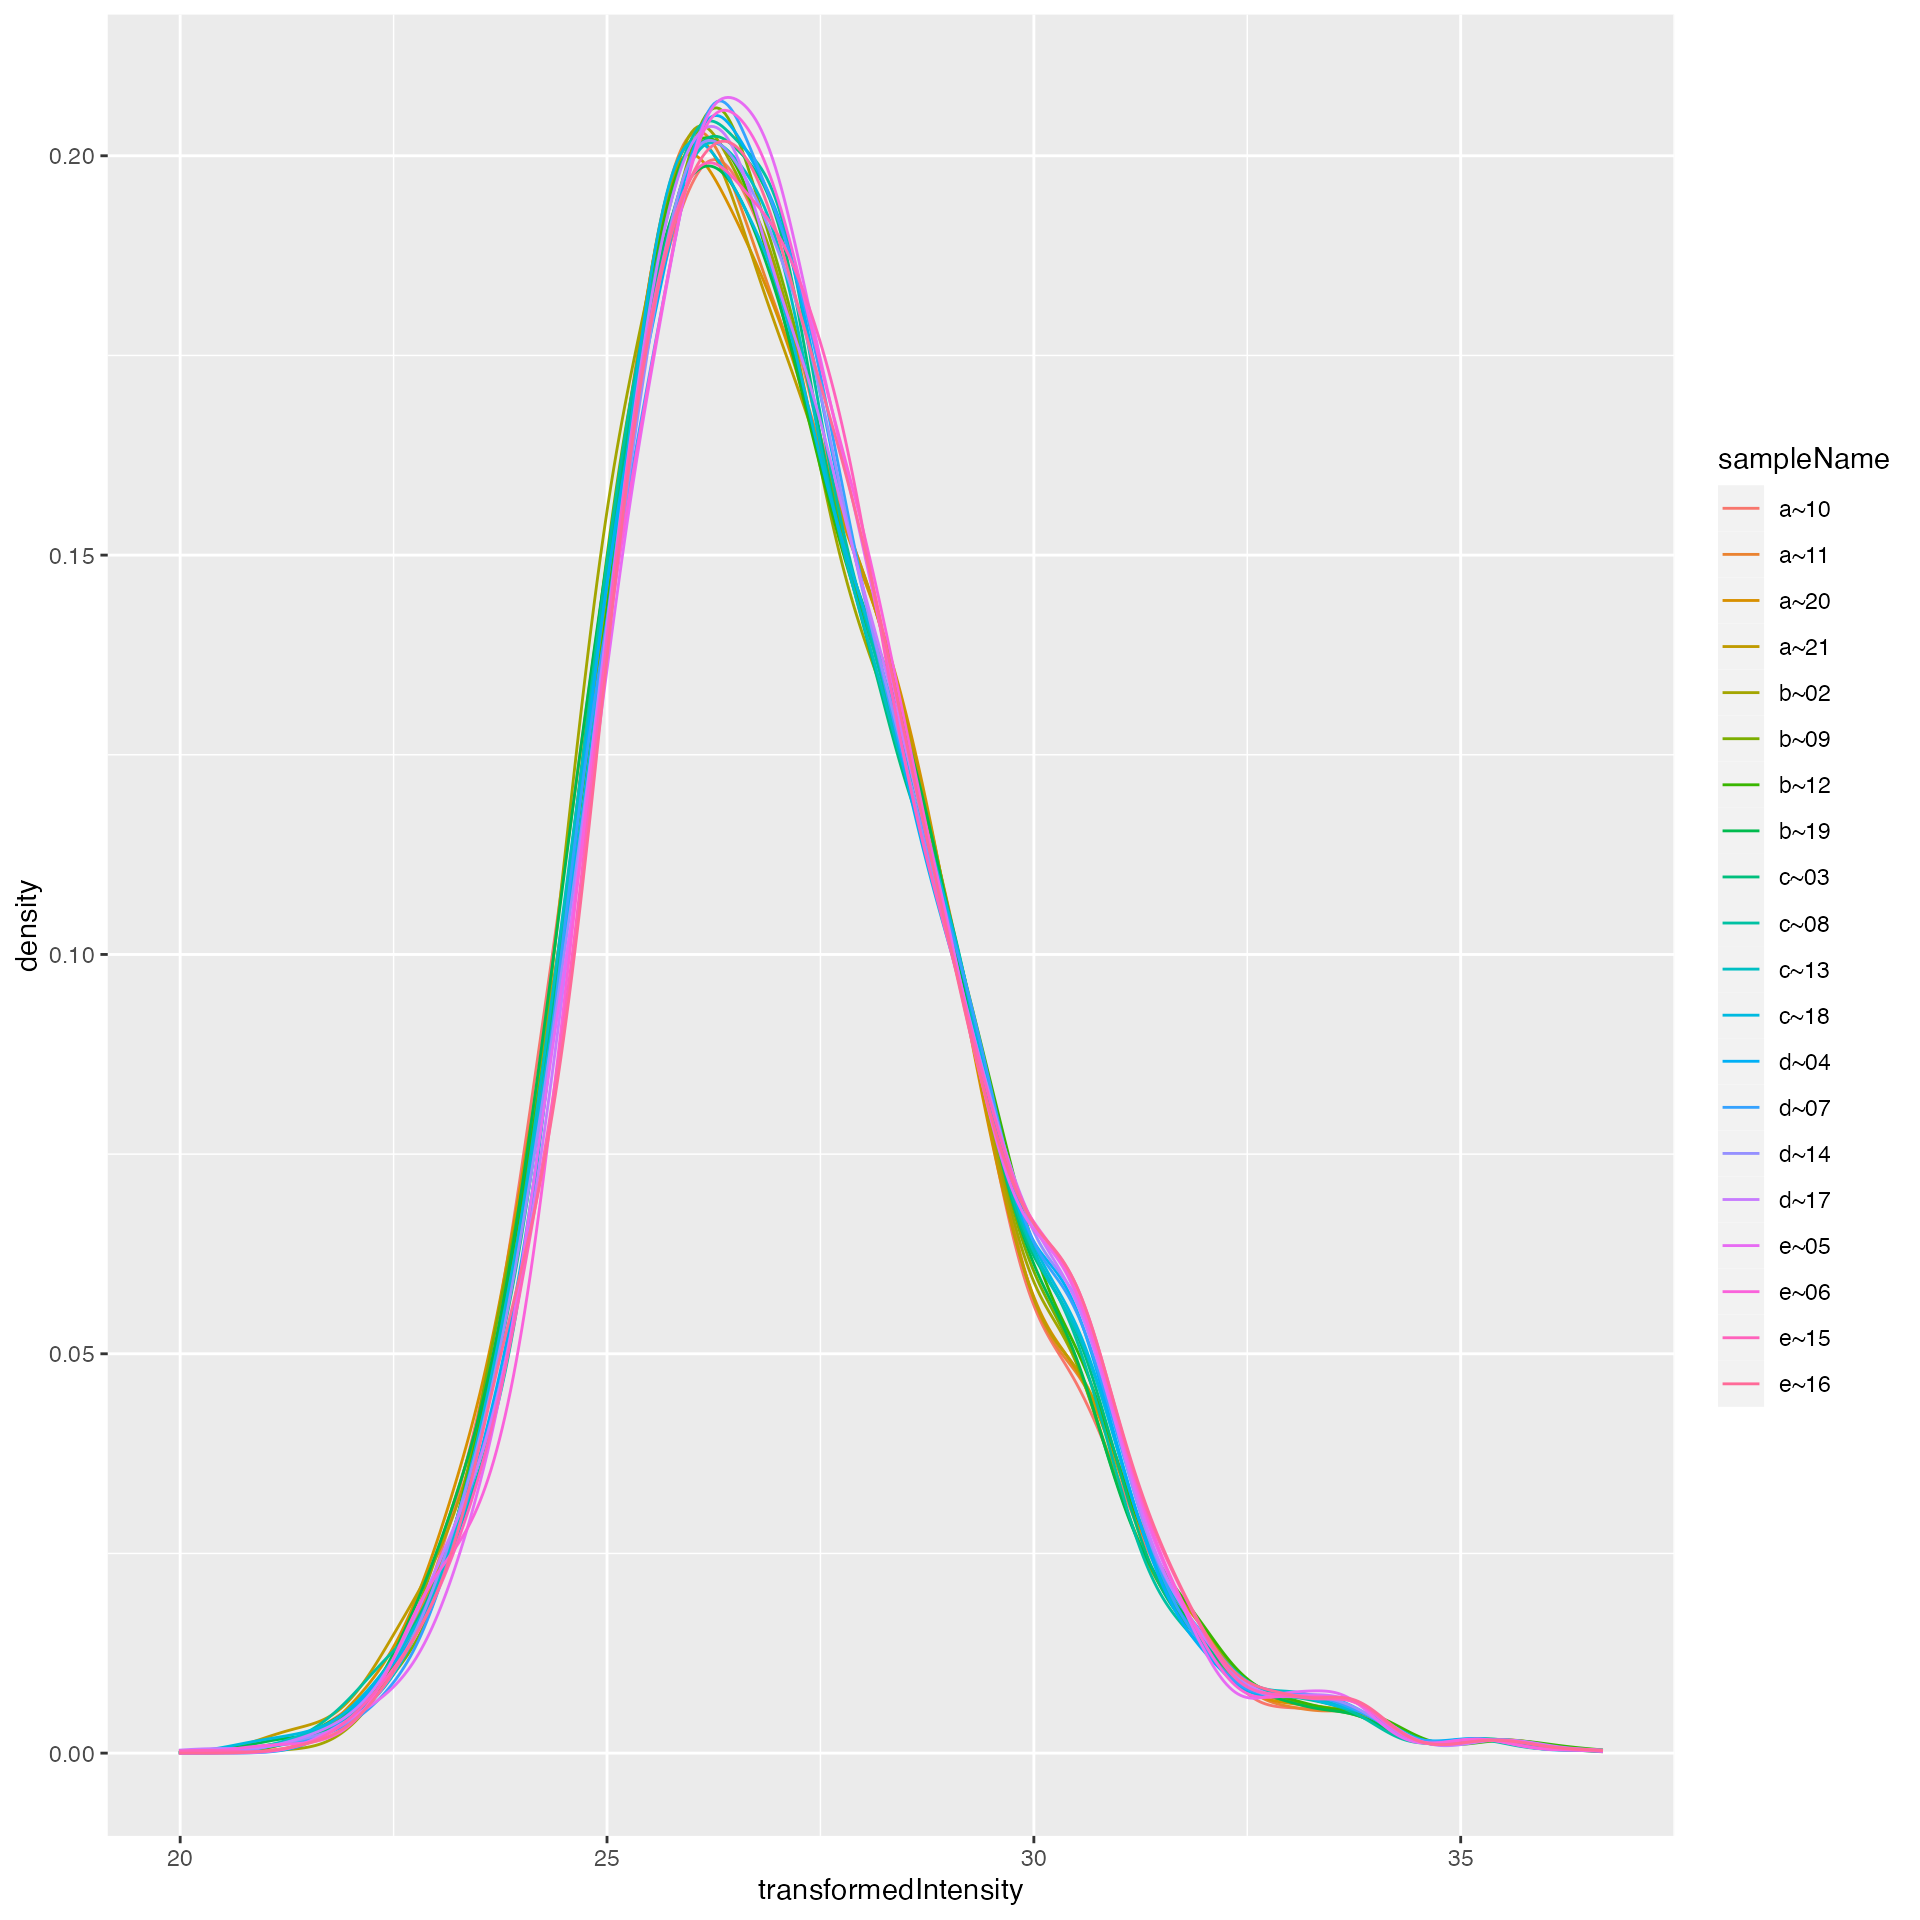 0.20
0.15
0.10
0.05
0.00
density
20
25
30
35
transformedIntensity
sampleName
a~10
a~11
a~20
a~21
b~02
b~09
b~12
b~19
c~03
c~08
c~13
c~18
d~04
d~07
d~14
d~17
e~05
e~06
e~15
e~16